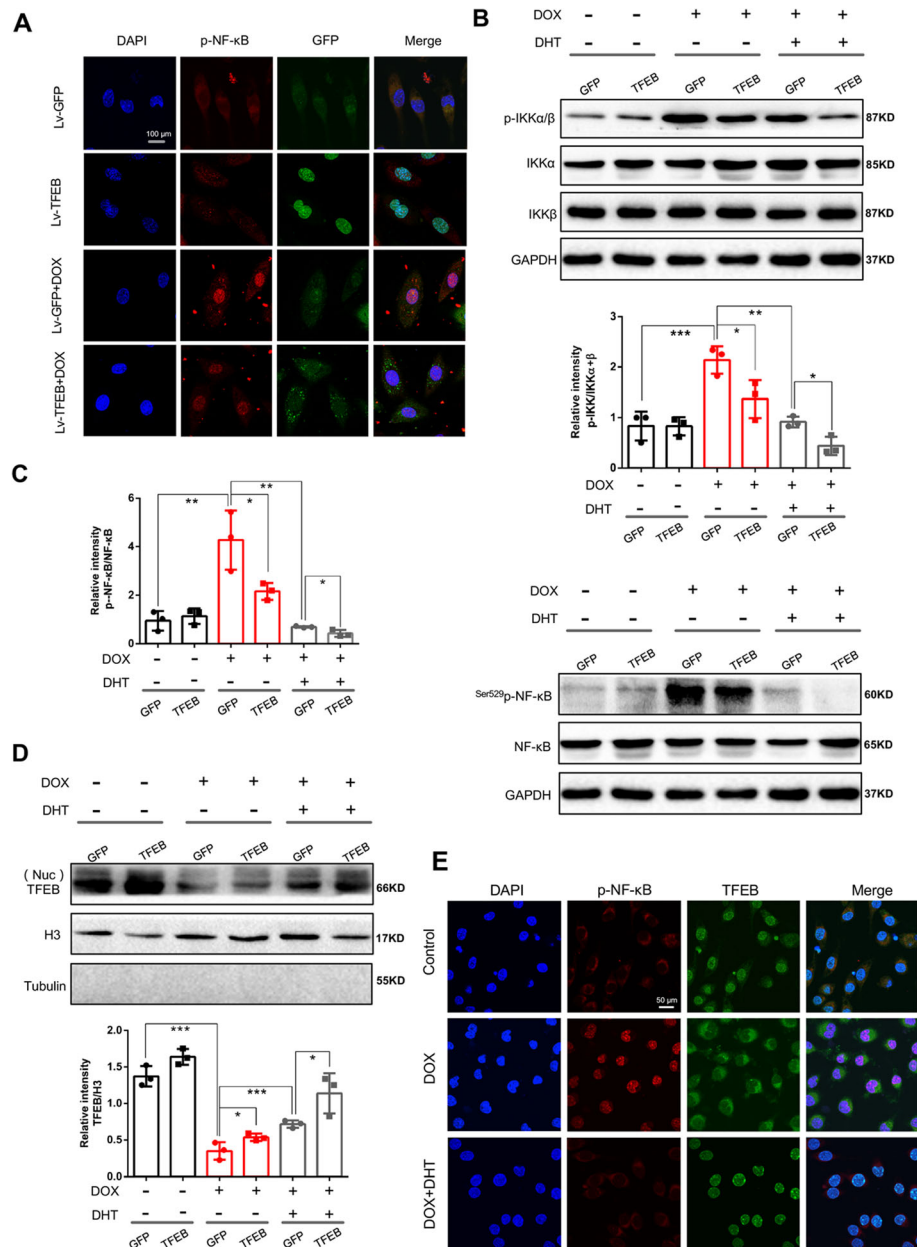 A
DAPI p-NF-κB GFP Merge
Lv-GFP
100 μm
Lv-TFEB
Lv-GFP+DOX
Lv-TFEB+DOX
B
DOX - - + + + +
DHT - - - - + +
GFP TFEB GFP TFEB GFP TFEB
p-IKKα/β 87KD
IKKα 85KD
IKKβ 87KD
GAPDH 37KD
Relative intensity
p-IKK/IKKα+β
3
2
1
0
*** * ** *
DOX - - + + + +
DHT - - - - + +
GFP TFEB GFP TFEB GFP TFEB
C
Relative intensity
p--NF-κB/NF-κB
6
4
2
0
** * ** *
DOX - - + + + +
DHT - - - - + +
GFP TFEB GFP TFEB GFP TFEB
DOX - - + + + +
DHT - - - - + +
GFP TFEB GFP TFEB GFP TFEB
Ser529p-NF-κB 60KD
NF-κB 65KD
GAPDH 37KD
D
DOX - - + + + +
DHT - - - - + +
GFP TFEB GFP TFEB GFP TFEB
(Nuc)
TFEB 66KD
H3 17KD
Tubulin 55KD
Relative intensity
TFEB/H3
2.0
1.5
1.0
0.5
0.0
*** * *** *
DOX - - + + + +
DHT - - - - + +
GFP TFEB GFP TFEB GFP TFEB
E
DAPI p-NF-κB TFEB Merge
Control
50 μm
DOX
DOX+DHT